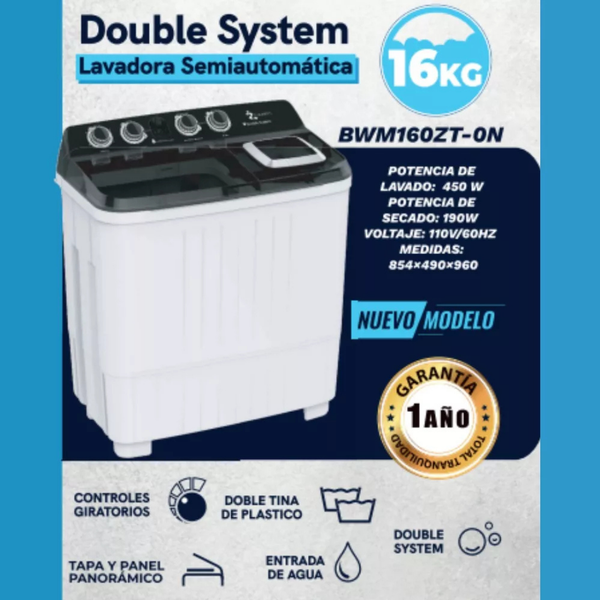 Double System
Lavadora Semiautomática
16KG
BWM160ZT-0N
POTENCIA DE
LAVADO: 450 W
POTENCIA DE
SECADO: 190W
VOLTAJE: 110V/60HZ
MEDIDAS:
854×490×960
NUEVO MODELO
GARANTÍA
1 AÑO
TOTAL TRANQUILIDAD
CONTROLES
GIRATORIOS
DOBLE TINA
DE PLASTICO
DOUBLE
SYSTEM
TAPA Y PANEL
PANORÁMICO
ENTRADA
DE AGUA